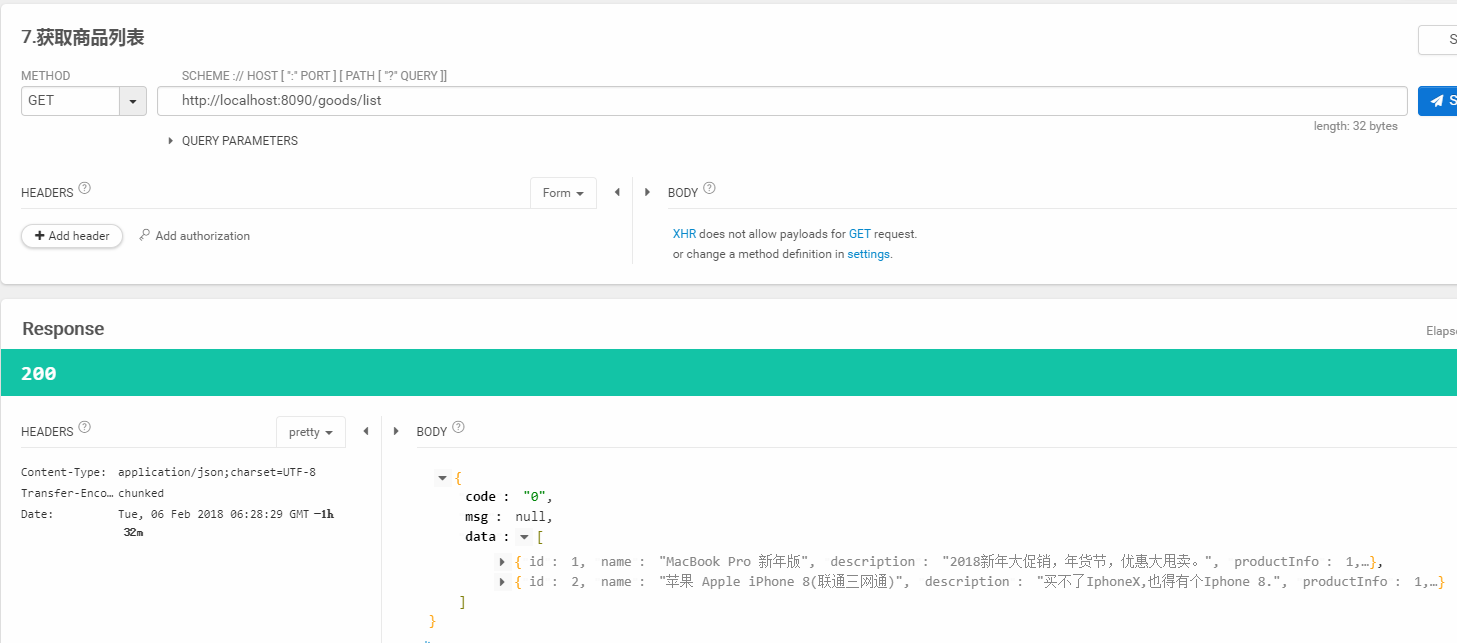 7.获取商品列表
S
METHOD
SCHEME :// HOST [ ":" PORT ] [ PATH [ "?" QUERY ]]
GET
http://localhost:8090/goods/list
S
length: 32 bytes
QUERY PARAMETERS
HEADERS ?
Form
BODY ?
+ Add header
Add authorization
XHR does not allow payloads for GET request.
or change a method definition in settings.
Response
Elapse
200
HEADERS ?
pretty
BODY ?
Content-Type: application/json;charset=UTF-8
Transfer-Enco… chunked
Date: Tue, 06 Feb 2018 06:28:29 GMT −1h
32m
{
code : "0",
msg : null,
data : [
{ id : 1, name : "MacBook Pro 新年版", description : "2018新年大促销，年货节，优惠大甩卖。", productInfo : 1,…},
{ id : 2, name : "苹果 Apple iPhone 8(联通三网通)", description : "买不了IphoneX,也得有个Iphone 8.", productInfo : 1,…}
]
}